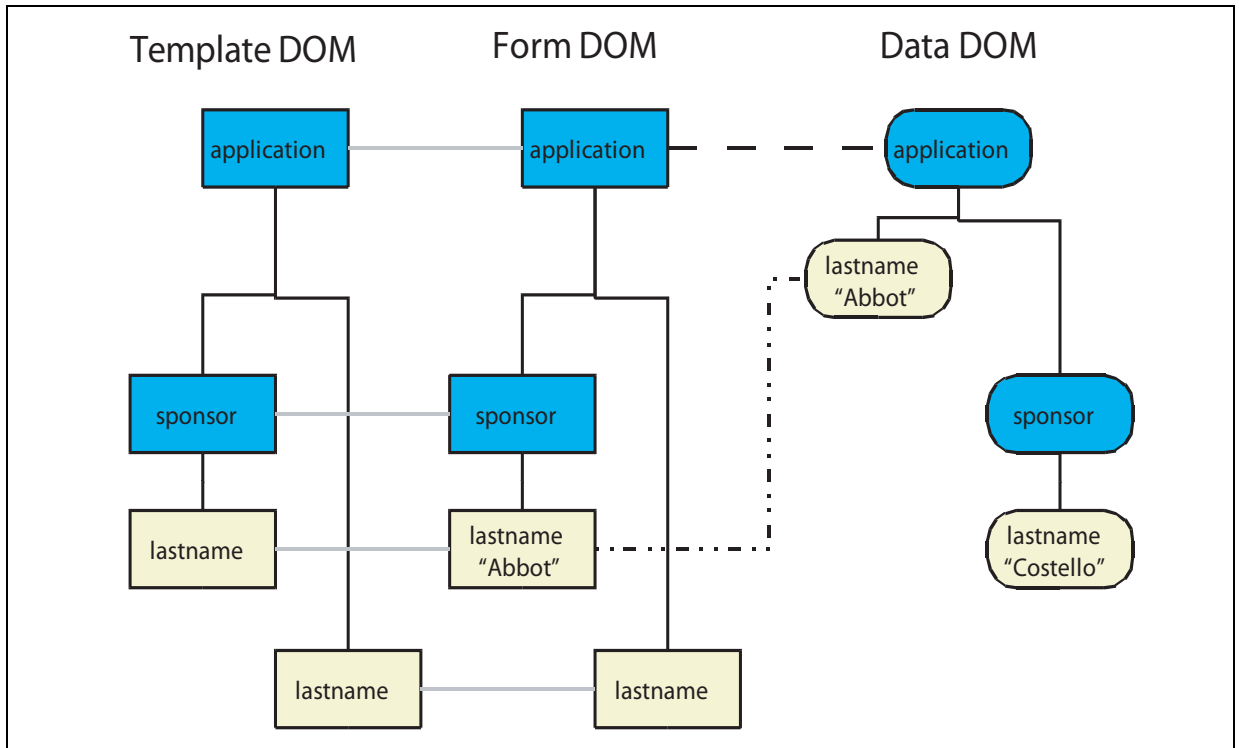 Template DOM
Form DOM
Data DOM
application
application
application
lastname
“Abbot”
sponsor
sponsor
sponsor
lastname
lastname
“Abbot”
lastname
“Costello”
lastname
lastname